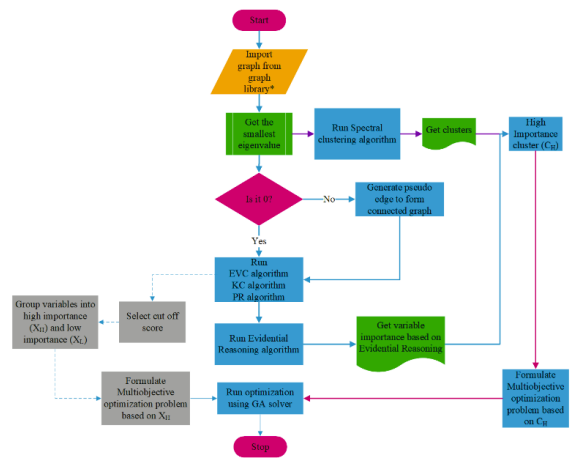 Start
Import
graph from
graph
library*
Get the
smallest
eigenvalue
Run Spectral
clustering algorithm
Get clusters
High
Importance
cluster (CH)
Is it 0?
No
Generate pseudo
edge to form
connected graph
Yes
Run
EVC algorithm
KC algorithm
PR algorithm
Group variables into
high importance
(XH) and low
importance (XL)
Select cut off
score
Run Evidential
Reasoning algorithm
Get variable
importance based on
Evidential Reasoning
Formulate
Multiobjective
optimization problem
based on XH
Run optimization
using GA solver
Formulate
Multiobjective
optimization
problem based
on CH
Stop